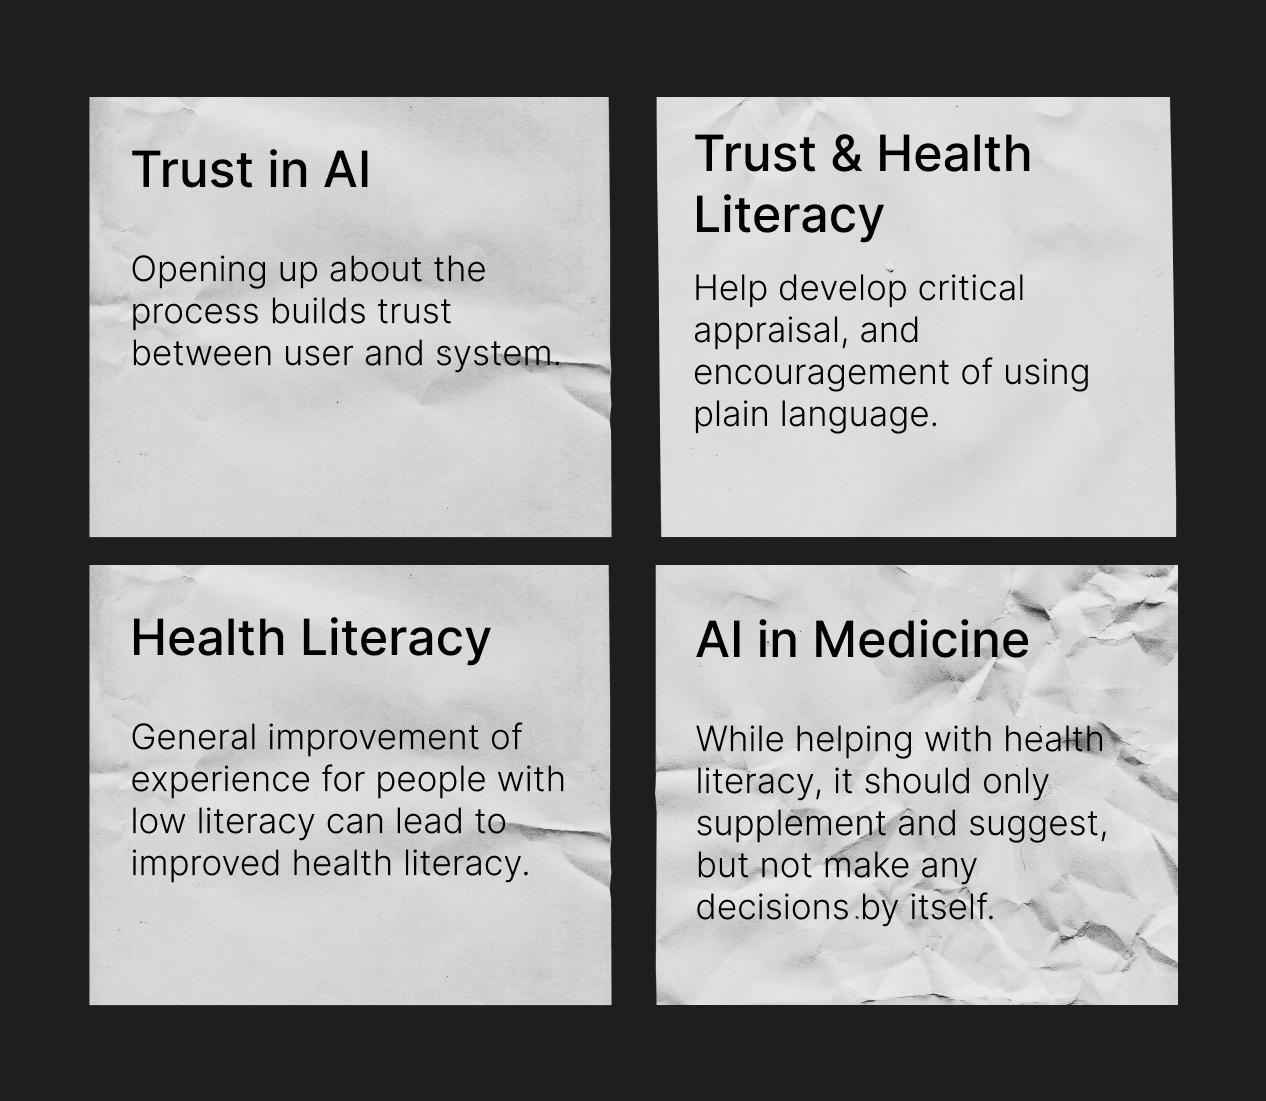 Trust in AI
Opening up about the
process builds trust
between user and system.
Trust & Health
Literacy
Help develop critical
appraisal, and
encouragement of using
plain language.
Health Literacy
General improvement of
experience for people with
low literacy can lead to
improved health literacy.
AI in Medicine
While helping with health
literacy, it should only
supplement and suggest,
but not make any
decisions by itself.